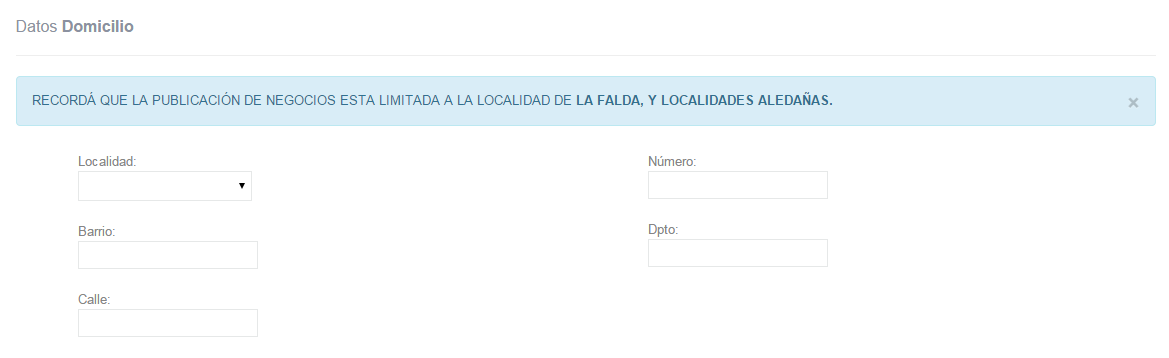 Datos Domicilio
RECORDÁ QUE LA PUBLICACIÓN DE NEGOCIOS ESTA LIMITADA A LA LOCALIDAD DE LA FALDA, Y LOCALIDADES ALEDAÑAS.
×
Localidad:
Barrio:
Calle:
Número:
Dpto: